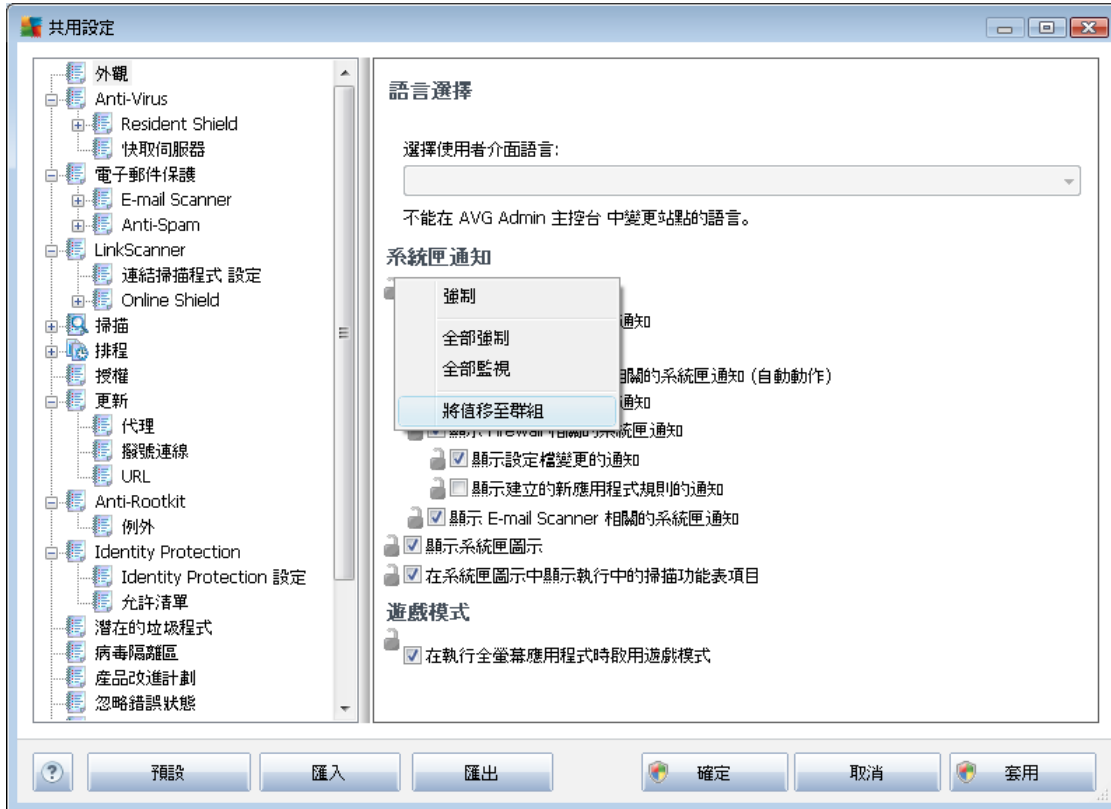 共用設定
外觀
Anti-Virus
Resident Shield
快取伺服器
電子郵件保護
E-mail Scanner
Anti-Spam
LinkScanner
連結掃描程式 設定
Online Shield
掃描
排程
授權
更新
代理
撥號連線
URL
Anti-Rootkit
例外
Identity Protection
Identity Protection 設定
允許清單
潛在的垃圾程式
病毒隔離區
產品改進計劃
忽略錯誤狀態
語言選擇
選擇使用者介面語言:
不能在 AVG Admin 主控台 中變更站點的語言。
系統匣通知
強制
通知
全部強制
全部監視
相關的系統匣通知 (自動動作)
通知
將值移至群組
顯示 Firewall 相關的系統匣通知
顯示設定檔變更的通知
顯示建立的新應用程式規則的通知
顯示 E-mail Scanner 相關的系統匣通知
顯示系統匣圖示
在系統匣圖示中顯示執行中的掃描功能表項目
遊戲模式
在執行全螢幕應用程式時啟用遊戲模式
預設 匯入 匯出 確定 取消 套用